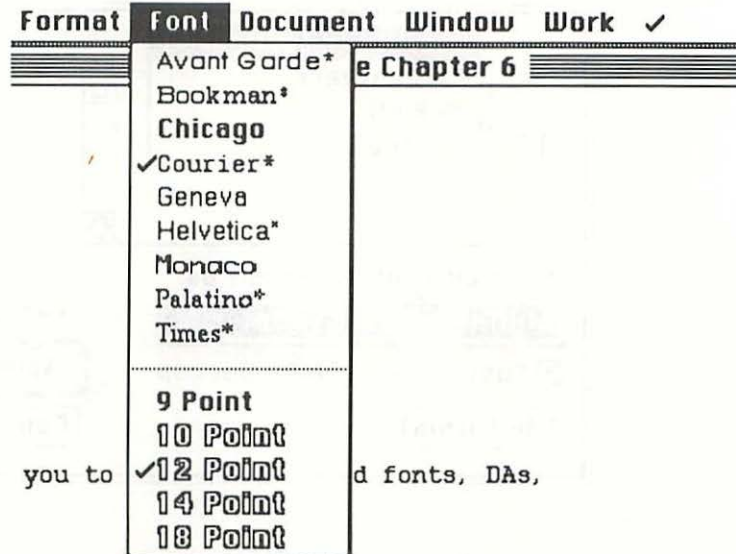 Format Font Document Window Work ✓
e Chapter 6
Avant Garde*
Bookman*
Chicago
✓Courier*
Geneva
Helvetica*
Monaco
Palatino*
Times*
9 Point
10 Point
✓12 Point
14 Point
18 Point
you to d fonts, DAs,